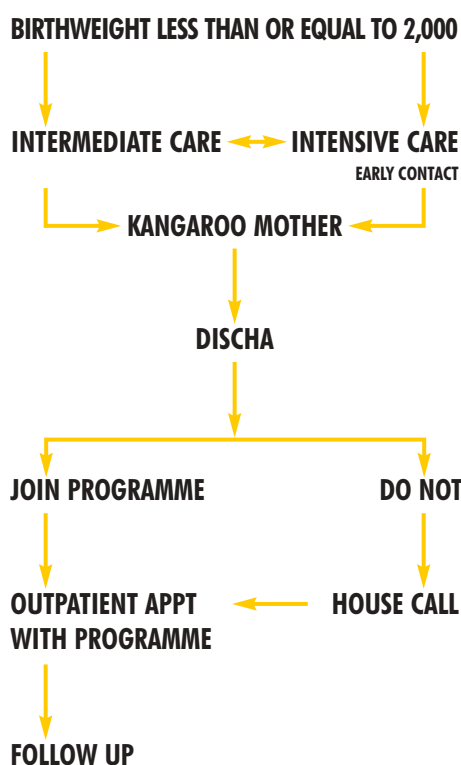 BIRTHWEIGHT LESS THAN OR EQUAL TO 2,000
INTERMEDIATE CARE
INTENSIVE CARE
EARLY CONTACT
KANGAROO MOTHER
DISCHA
JOIN PROGRAMME
DO NOT
OUTPATIENT APPT
WITH PROGRAMME
HOUSE CALL
FOLLOW UP